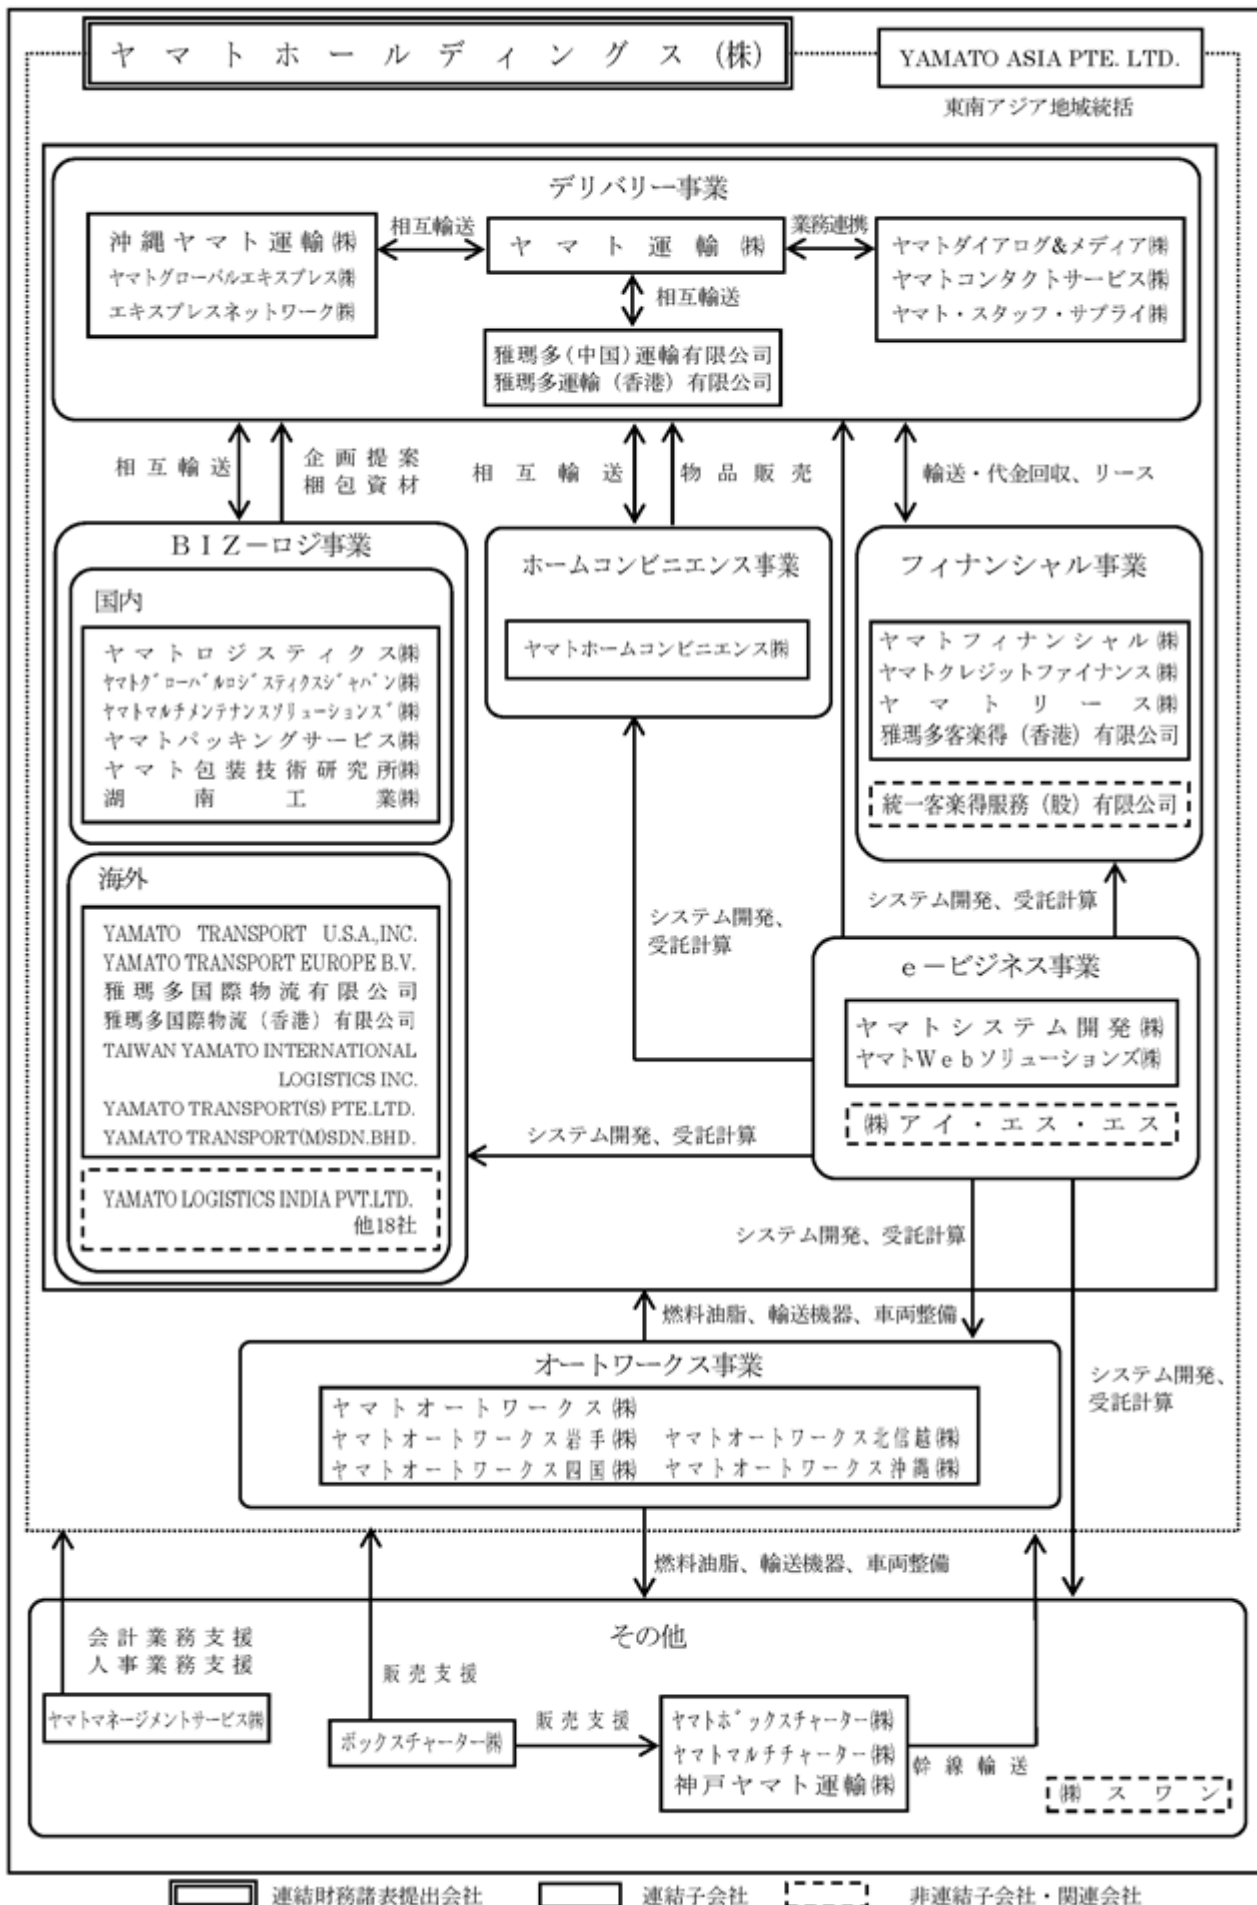 ヤマトホールディングス(株)
YAMATO ASIA PTE. LTD.
東南アジア地域統括
デリバリー事業
沖縄ヤマト運輸㈱
ヤマトグローバルエキスプレス㈱
エキスプレスネットワーク㈱
相互輸送
ヤマト運輸㈱
業務連携
ヤマトダイアログ&メディア㈱
ヤマトコンタクトサービス㈱
ヤマト・スタッフ・サプライ㈱
相互輸送
雅瑪多(中国)運輸有限公司
雅瑪多運輸(香港)有限公司
相互輸送
企画提案
梱包資材
相互輸送
物品販売
輸送・代金回収、リース
BIZ-ロジ事業
国内
ヤマトロジスティクス㈱
ヤマトグローバルロジスティクスジャパン㈱
ヤマトマルチメンテナンスソリューションズ㈱
ヤマトパッキングサービス㈱
ヤマト包装技術研究所㈱
湖南工業㈱
海外
YAMATO TRANSPORT U.S.A.,INC.
YAMATO TRANSPORT EUROPE B.V.
雅瑪多国際物流有限公司
雅瑪多国際物流(香港)有限公司
TAIWAN YAMATO INTERNATIONAL
LOGISTICS INC.
YAMATO TRANSPORT(S) PTE.LTD.
YAMATO TRANSPORT(M)SDN.BHD.
YAMATO LOGISTICS INDIA PVT.LTD.
他18社
ホームコンビニエンス事業
ヤマトホームコンビニエンス㈱
フィナンシャル事業
ヤマトフィナンシャル㈱
ヤマトクレジットファイナンス㈱
ヤマトリース㈱
雅瑪多客楽得(香港)有限公司
統一客楽得服務(股)有限公司
システム開発、受託計算
システム開発、
受託計算
e-ビジネス事業
ヤマトシステム開発㈱
ヤマトWebソリューションズ㈱
㈱アイ・エス・エス
システム開発、受託計算
システム開発、受託計算
燃料油脂、輸送機器、車両整備
オートワークス事業
ヤマトオートワークス㈱
ヤマトオートワークス岩手㈱ ヤマトオートワークス北信越㈱
ヤマトオートワークス四国㈱ ヤマトオートワークス沖縄㈱
システム開発、
受託計算
燃料油脂、輸送機器、車両整備
その他
会計業務支援
人事業務支援
ヤマトマネージメントサービス㈱
販売支援
ボックスチャーター㈱
販売支援
ヤマトボックスチャーター㈱
ヤマトマルチチャーター㈱
神戸ヤマト運輸㈱
幹線輸送
㈱スワン
連結財務諸表提出会社 連結子会社 非連結子会社・関連会社